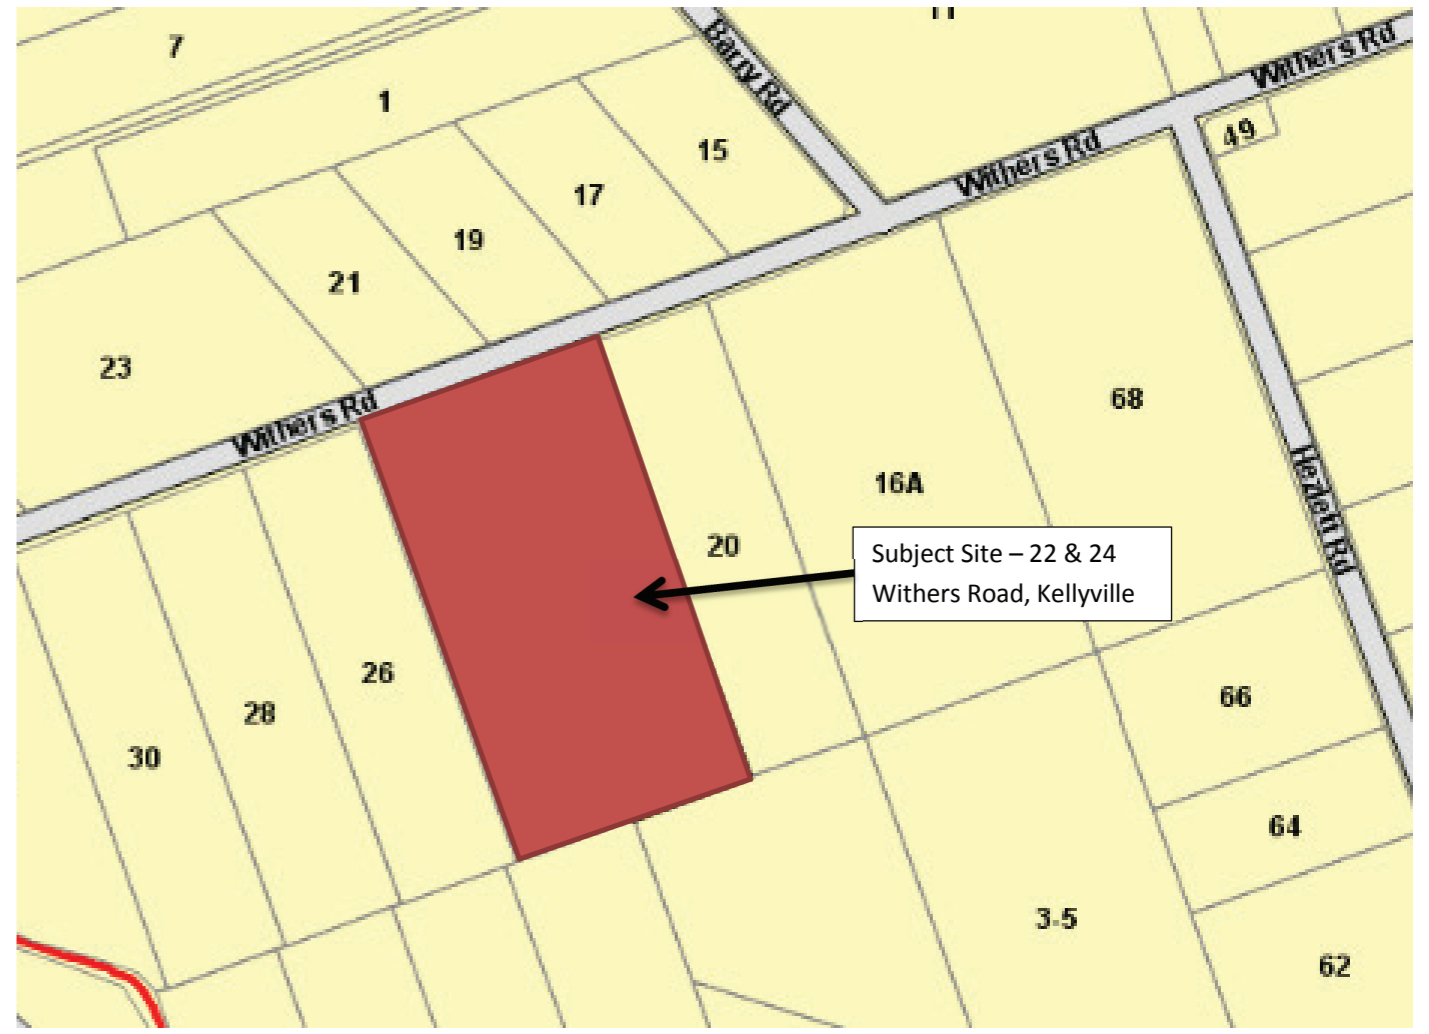 11
7
Barry Rd
Withers Rd
1
49
15
Withers Rd
17
19
21
23
68
Withers Rd
16A
Hezlett Rd
20
Subject Site – 22 & 24
Withers Road, Kellyville
26
66
28
30
64
3-5
62